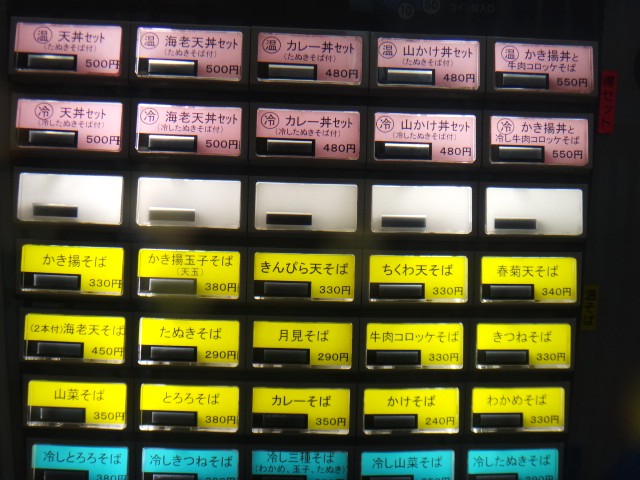 コイン投入口
温 天丼セット
(たぬきそば付)
500円
温 海老天丼セット
(たぬきそば付)
500円
温 カレー丼セット
(たぬきそば付)
480円
温 山かけ丼セット
(たぬきそば付)
480円
温 かき揚丼と
牛肉コロッケそば
550円
冷 天丼セット
(冷したぬきそば付)
500円
冷 海老天丼セット
(冷したぬきそば付)
500円
冷 カレー丼セット
(冷したぬきそば付)
480円
冷 山かけ丼セット
(冷したぬきそば付)
480円
冷 かき揚丼と
冷し牛肉コロッケそば
550円
セット
かき揚そば
330円
かき揚玉子そば
(天玉)
380円
きんぴら天そば
330円
ちくわ天そば
330円
春菊天そば
340円
(2本付)海老天そば
450円
たぬきそば
290円
月見そば
290円
牛肉コロッケそば
330円
きつねそば
330円
山菜そば
350円
とろろそば
380円
カレーそば
350円
かけそば
240円
わかめそば
330円
冷しとろろそば
380円
冷しきつねそば
冷し三種そば
(わかめ、玉子、たぬき)
冷し山菜そば
冷したぬきそば